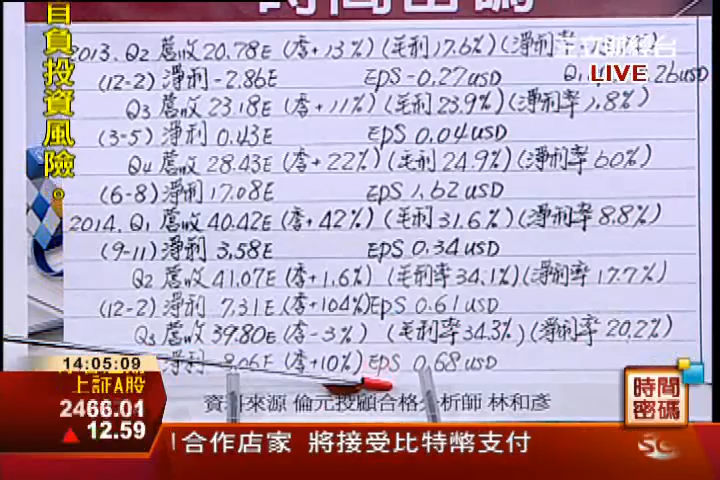 時間密碼
自負投資風險。
2013. Q2 營收 20.78E (季+13%) (毛利17.6%) (淨利率
(12-2) 淨利 -2.86E EPS -0.27USD Q1
LIVE
26USD
Q3 營收 23.18E (季+11%) (毛利 23.9%) (淨利率 1.8%)
(3-5) 淨利 0.43E EPS 0.04USD
Q4 營收 28.43E (季+22%) (毛利 24.9%) (淨利率 60%)
(6-8) 淨利 17.08E EPS 1.62USD
2014. Q1 營收 40.42E (季+42%) (毛利 31.6%) (淨利率 8.8%)
(9-11) 淨利 3.58E EPS 0.34USD
Q2 營收 41.07E (季+1.6%) (毛利率 34.1%) (淨利率 17.7%)
(12-2) 淨利 7.31E (季+104%) EPS 0.61USD
Q3 營收 39.80E (季-3%) (毛利率 34.3%) (淨利率 20.2%)
淨利 8.06E (季+10%) EPS 0.68USD
資料來源 倫元投顧合格分析師 林和彥
14:05:09
上証A股
2466.01
▲ 12.59
時間密碼
合作店家 將接受比特幣支付